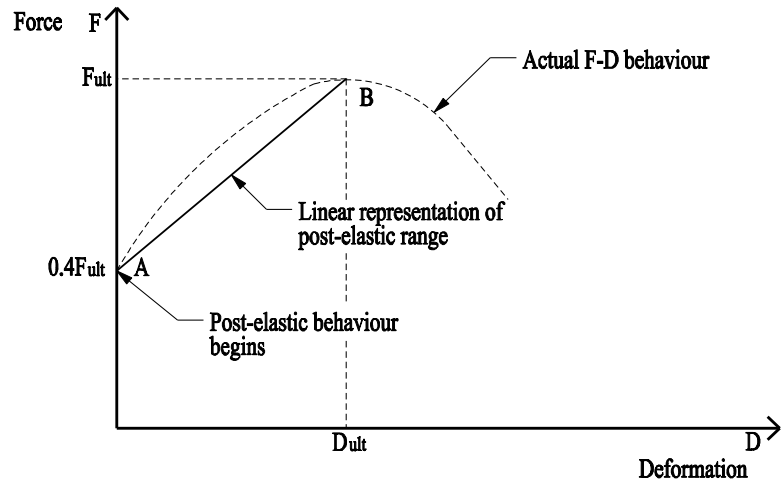 Force F
Fult
Actual F-D behaviour
B
Linear representation of
post-elastic range
0.4Fult A
Post-elastic behaviour
begins
Dult D
Deformation